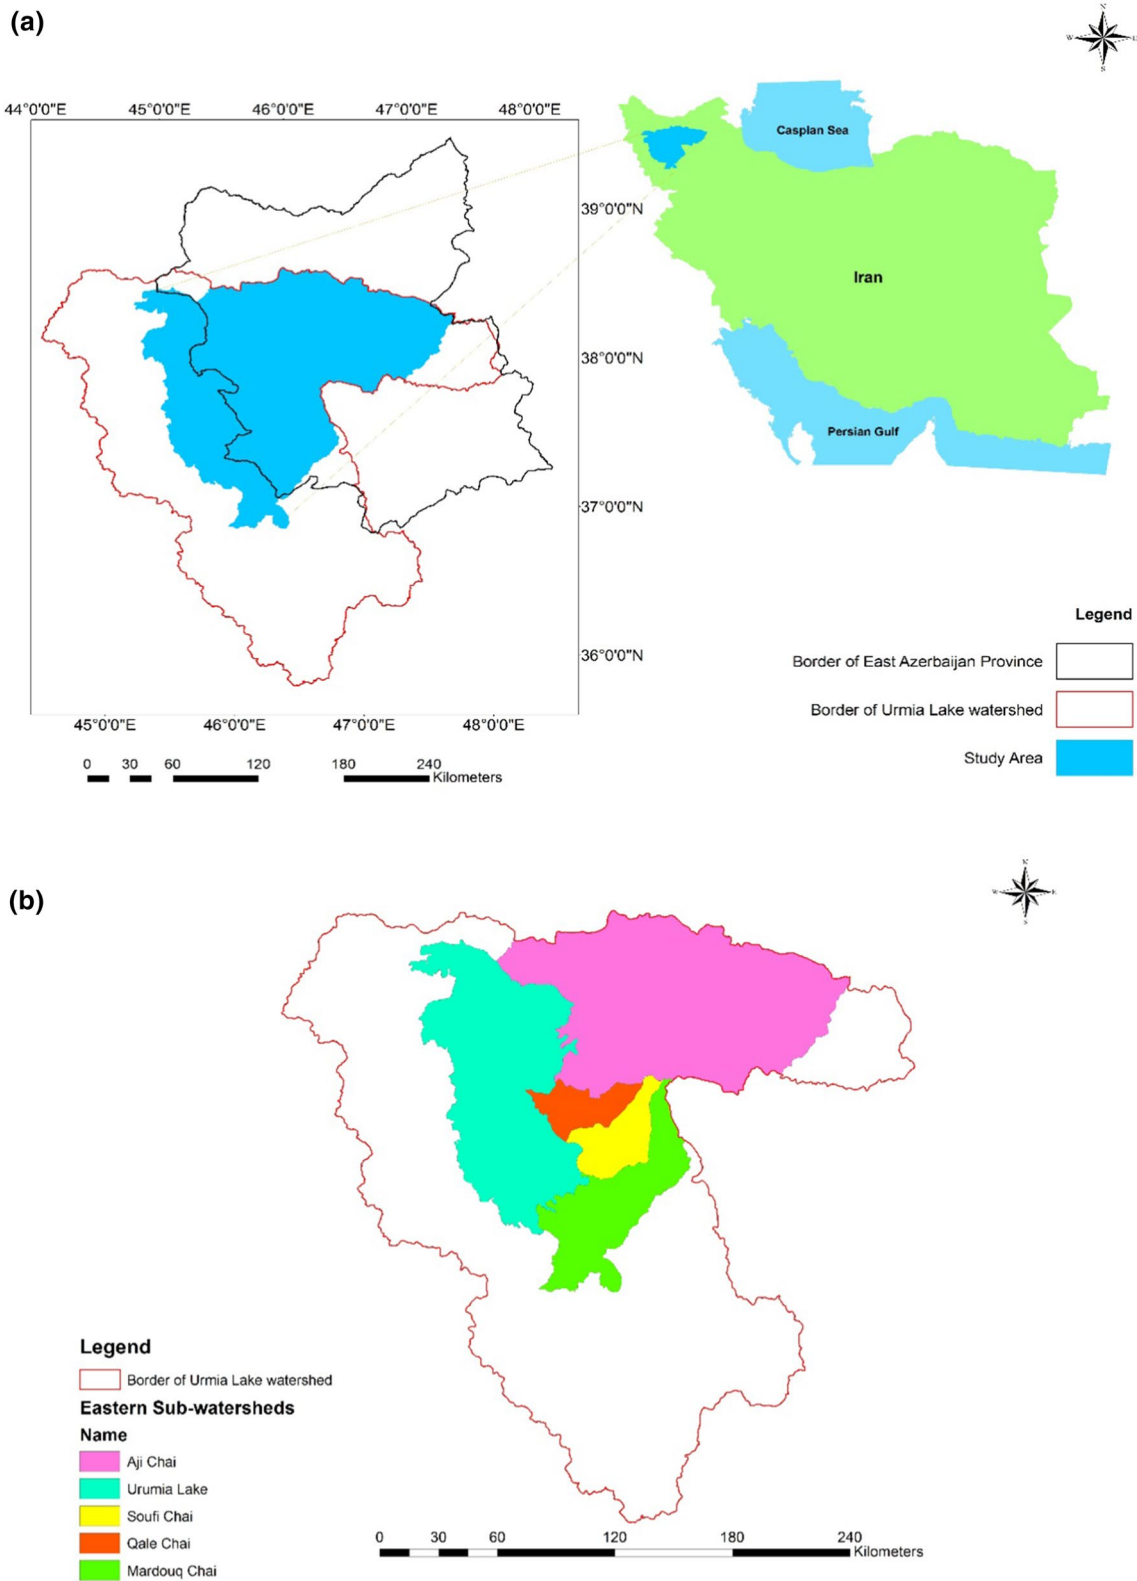 (a)
N
W E
S
44°0'0"E 45°0'0"E 46°0'0"E 47°0'0"E 48°0'0"E
Caspian Sea
39°0'0"N
Iran
38°0'0"N
Persian Gulf
37°0'0"N
Legend
36°0'0"N
Border of East Azerbaijan Province
Border of Urmia Lake watershed
45°0'0"E 46°0'0"E 47°0'0"E 48°0'0"E
Study Area
0 30 60 120 180 240
Kilometers
(b)
N
W E
S
Legend
Border of Urmia Lake watershed
Eastern Sub-watersheds
Name
Aji Chai
Urumia Lake
Soufi Chai
Qale Chai
Mardouq Chai
0 30 60 120 180 240
Kilometers